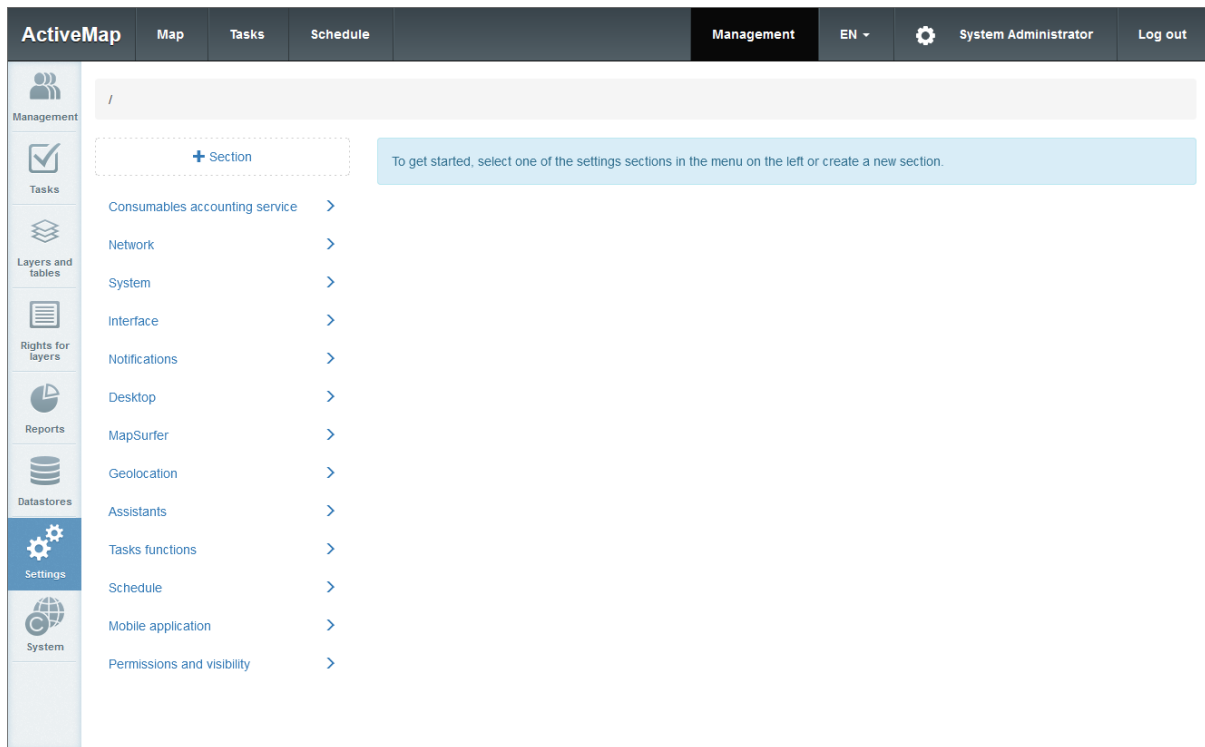 ActiveMap Map Tasks Schedule Management EN System Administrator Log out
Management
Tasks
Layers and
tables
Rights for
layers
Reports
Datastores
Settings
C
System
/
+ Section
To get started, select one of the settings sections in the menu on the left or create a new section.
Consumables accounting service
Network
System
Interface
Notifications
Desktop
MapSurfer
Geolocation
Assistants
Tasks functions
Schedule
Mobile application
Permissions and visibility